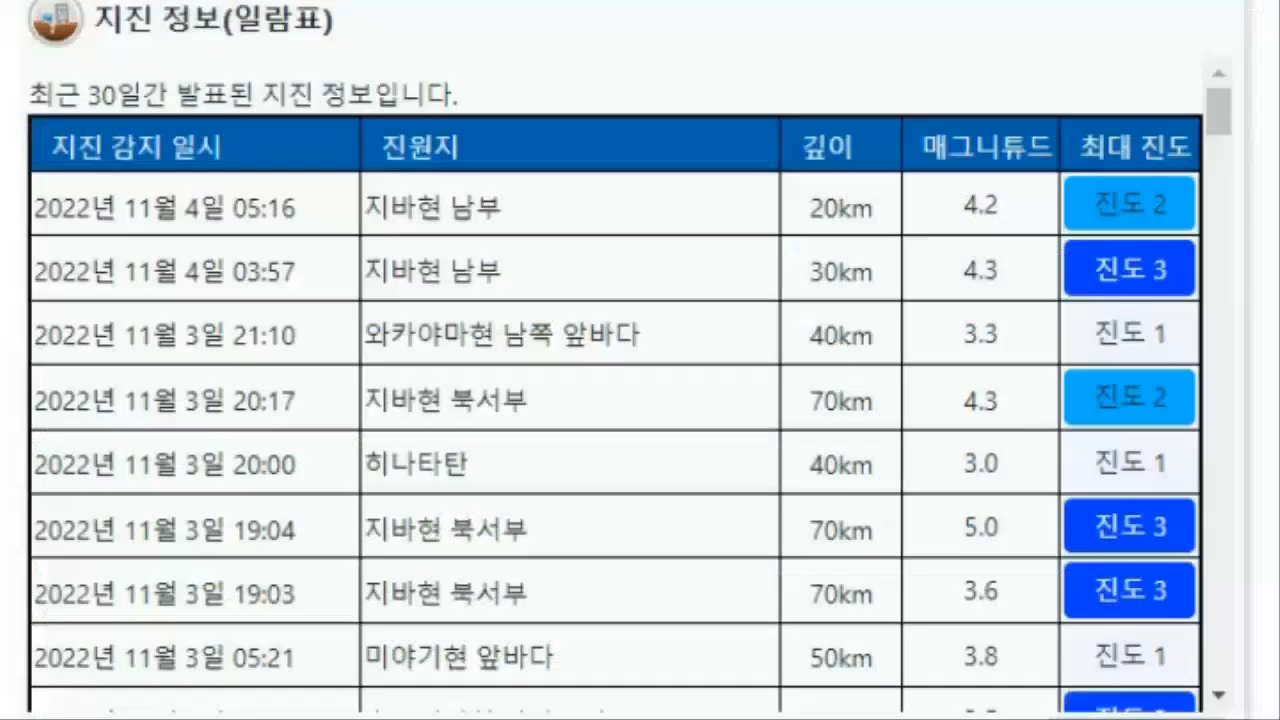 지진 정보(일람표)
최근 30일간 발표된 지진 정보입니다.
지진 감지 일시 진원지 깊이 매그니튜드 최대 진도
2022년 11월 4일 05:16 지바현 남부 20km 4.2 진도 2
2022년 11월 4일 03:57 지바현 남부 30km 4.3 진도 3
2022년 11월 3일 21:10 와카야마현 남쪽 앞바다 40km 3.3 진도 1
2022년 11월 3일 20:17 지바현 북서부 70km 4.3 진도 2
2022년 11월 3일 20:00 히나타탄 40km 3.0 진도 1
2022년 11월 3일 19:04 지바현 북서부 70km 5.0 진도 3
2022년 11월 3일 19:03 지바현 북서부 70km 3.6 진도 3
2022년 11월 3일 05:21 미야기현 앞바다 50km 3.8 진도 1